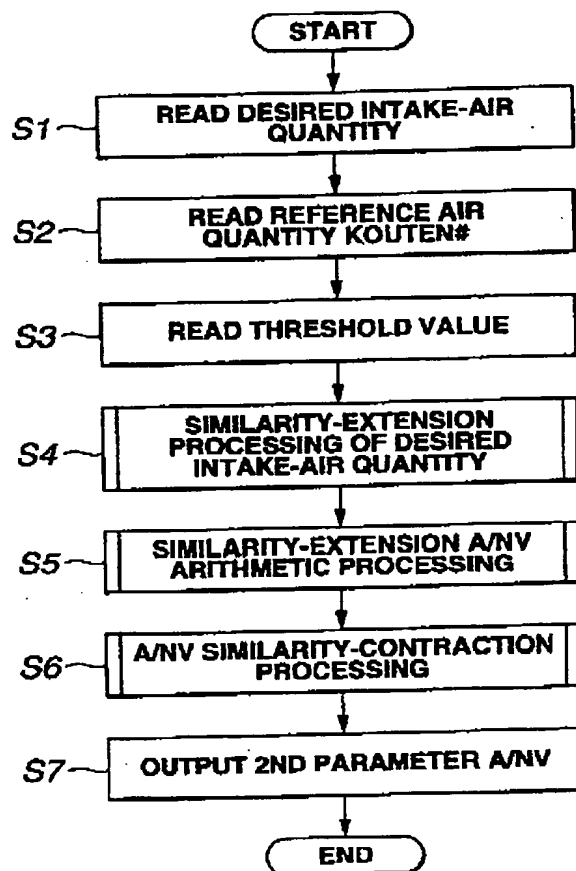 START
S1
READ DESIRED INTAKE-AIR
QUANTITY
S2
READ REFERENCE AIR
QUANTITY KOUTEN#
S3
READ THRESHOLD VALUE
S4
SIMILARITY-EXTENSION
PROCESSING OF DESIRED
INTAKE-AIR QUANTITY
S5
SIMILARITY-EXTENSION A/NV
ARITHMETIC PROCESSING
S6
A/NV SIMILARITY-CONTRACTION
PROCESSING
S7
OUTPUT 2ND PARAMETER A/NV
END